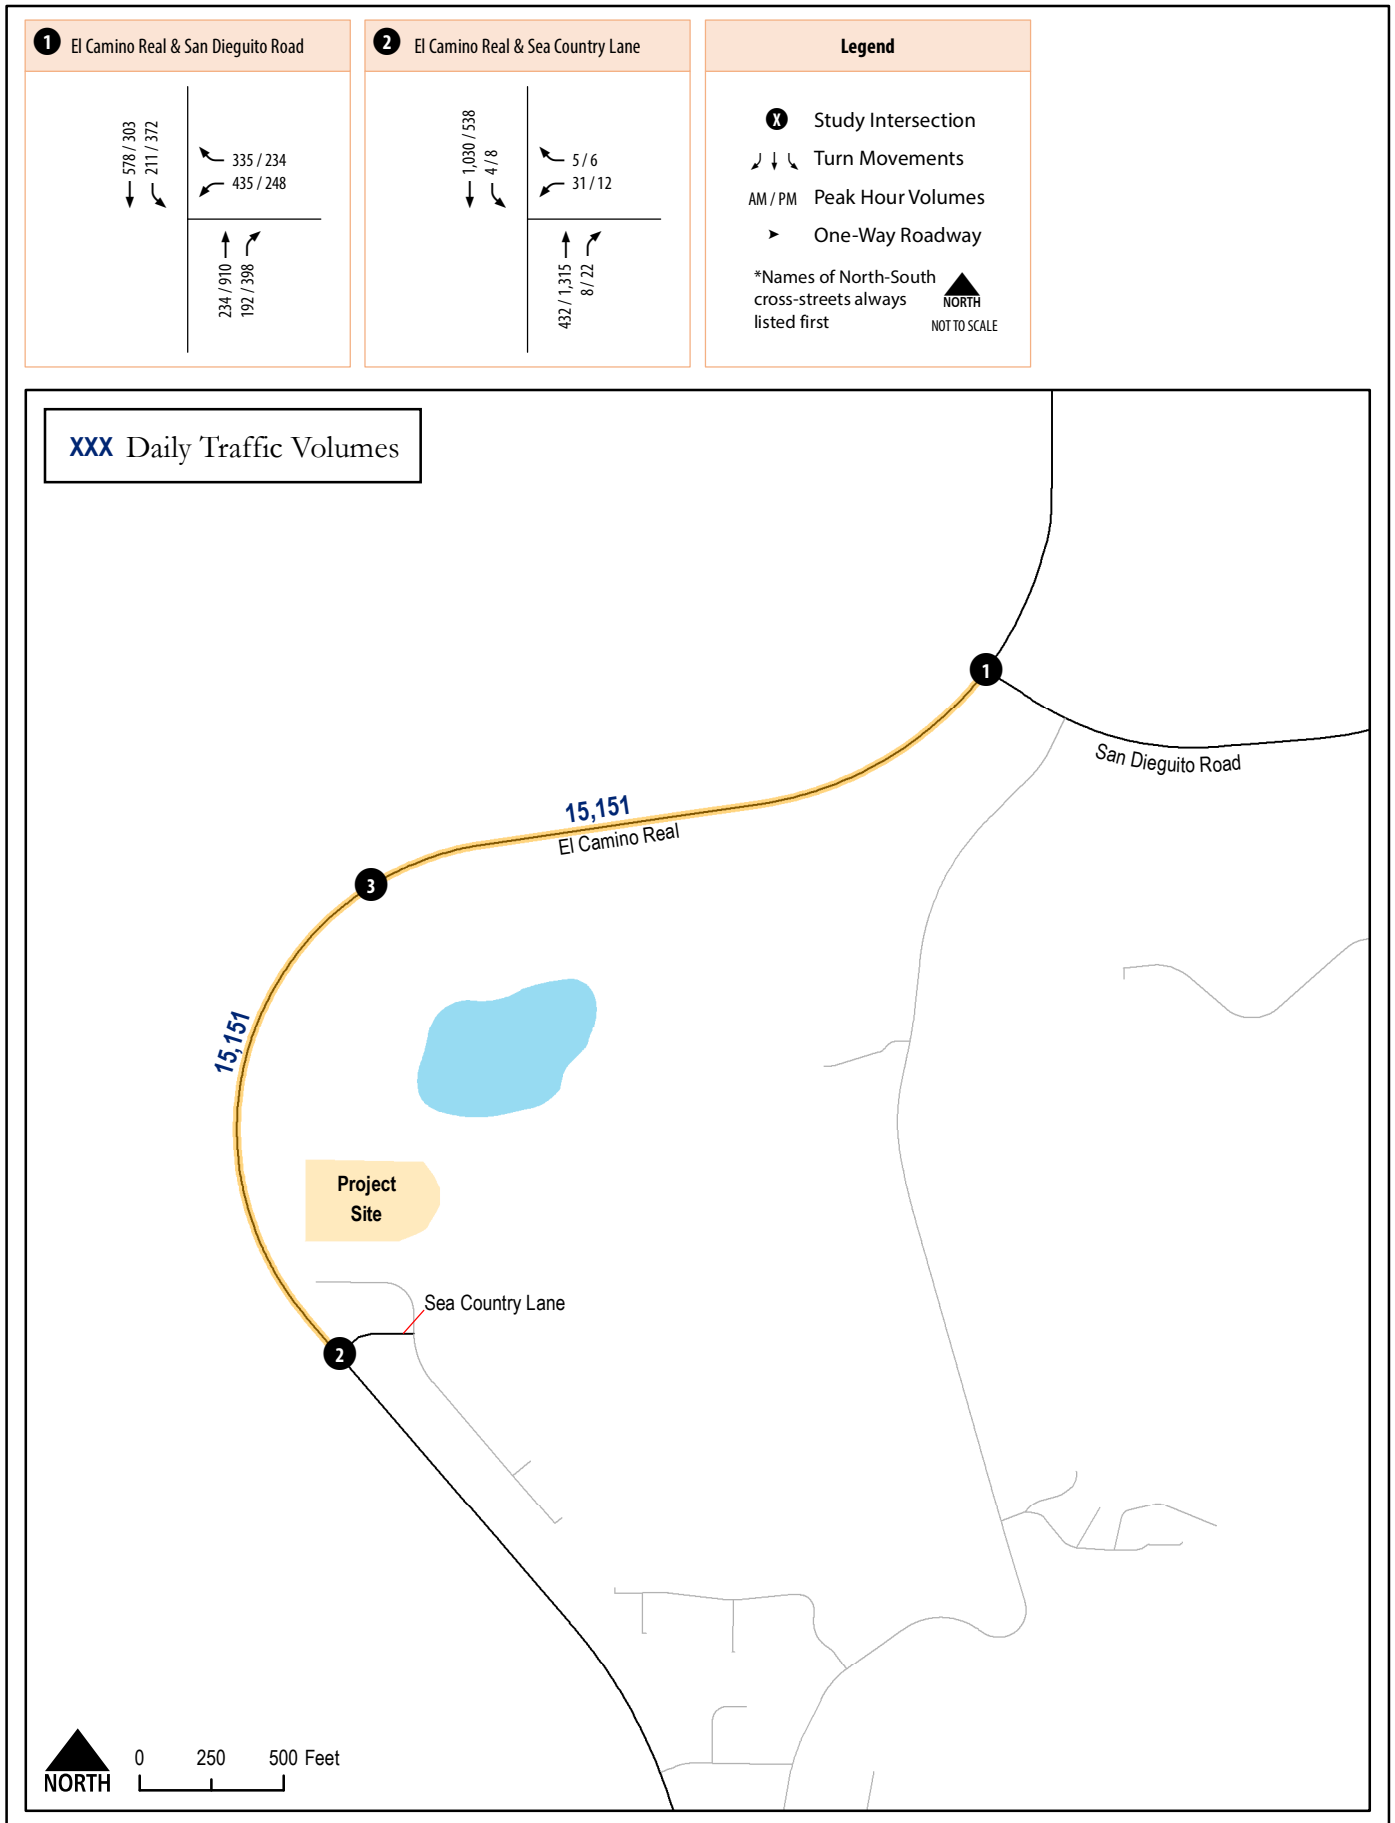 1 El Camino Real & San Dieguito Road
578 / 303
211 / 372
335 / 234
435 / 248
234 / 910
192 / 398
2 El Camino Real & Sea Country Lane
1,030 / 538
4 / 8
5 / 6
31 / 12
432 / 1,315
8 / 22
Legend
X Study Intersection
Turn Movements
AM / PM Peak Hour Volumes
One-Way Roadway
*Names of North-South
cross-streets always
listed first
NORTH
NOT TO SCALE
XXX Daily Traffic Volumes
1
San Dieguito Road
15,151
El Camino Real
3
15,151
Project
Site
Sea Country Lane
2
NORTH
0 250 500 Feet